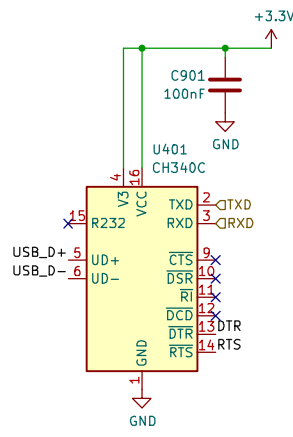 +3.3V
C901
100nF
GND
U401
CH340C
4
16
V3
VCC
TXD
2
TXD
15
R232
RXD
3
RXD
USB_D+
5
UD+
CTS
9
USB_D-
6
UD-
DSR
10
RI
11
DCD
12
DTR
13
DTR
RTS
14
RTS
GND
1
GND